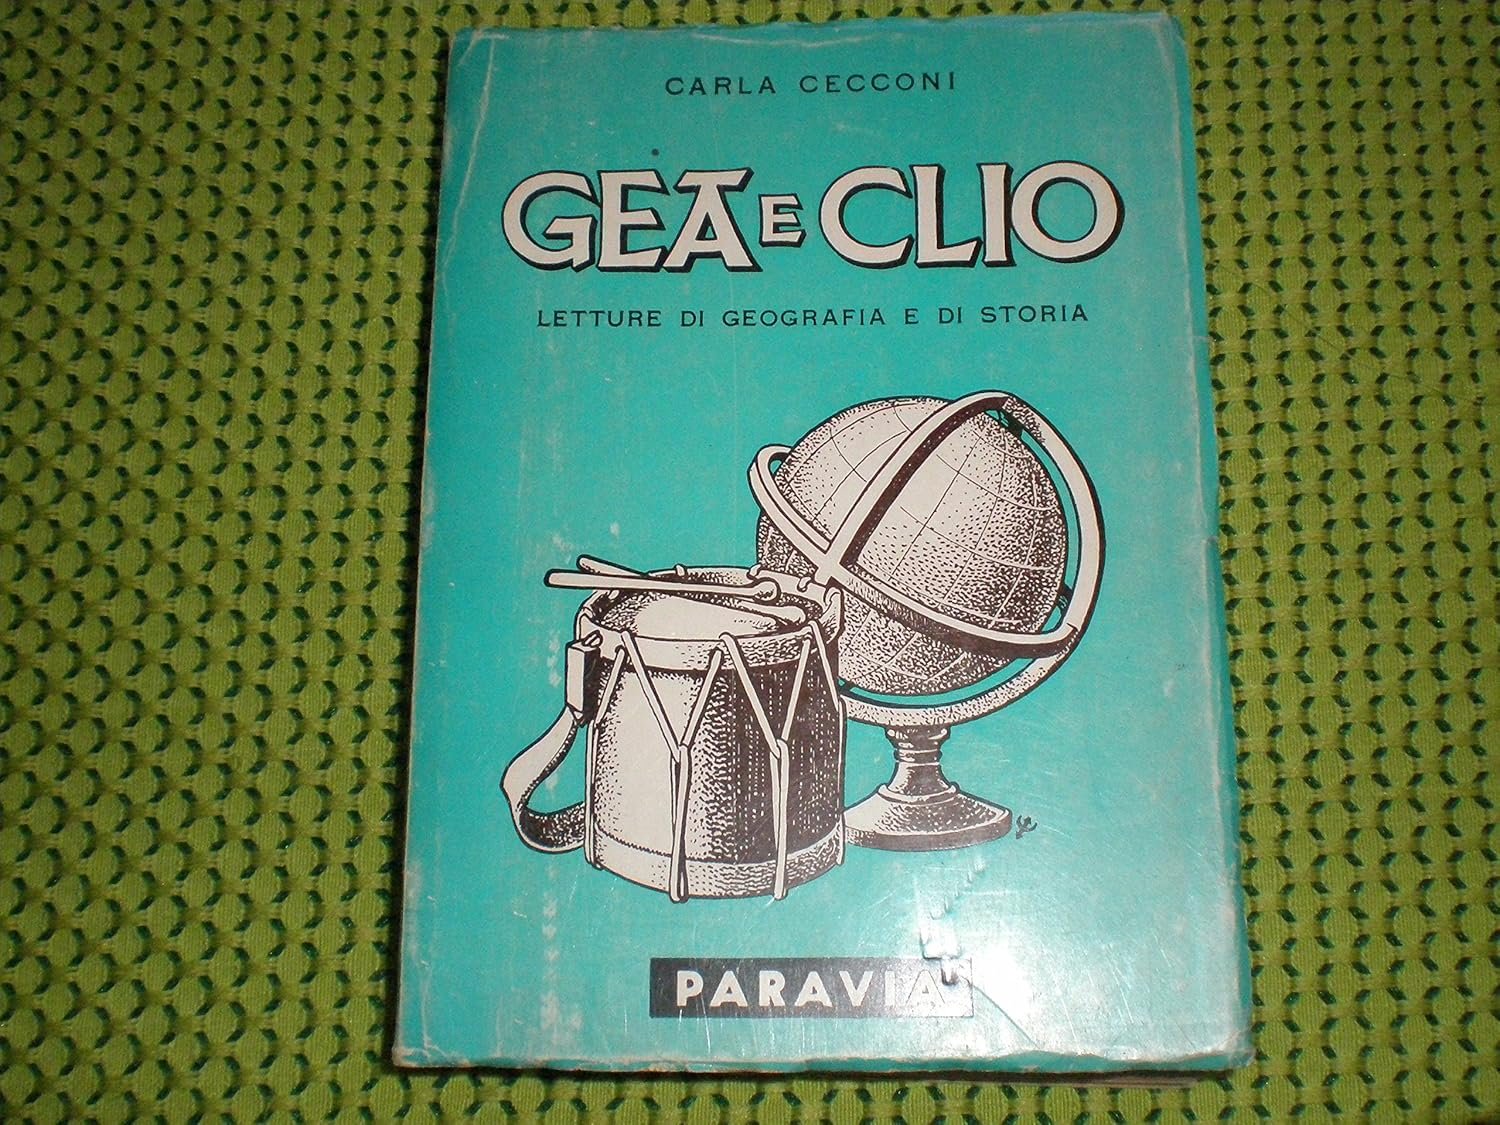 CARLA CECCONI
GEA E CLIO
LETTURE DI GEOGRAFIA E DI STORIA
PARAVIA